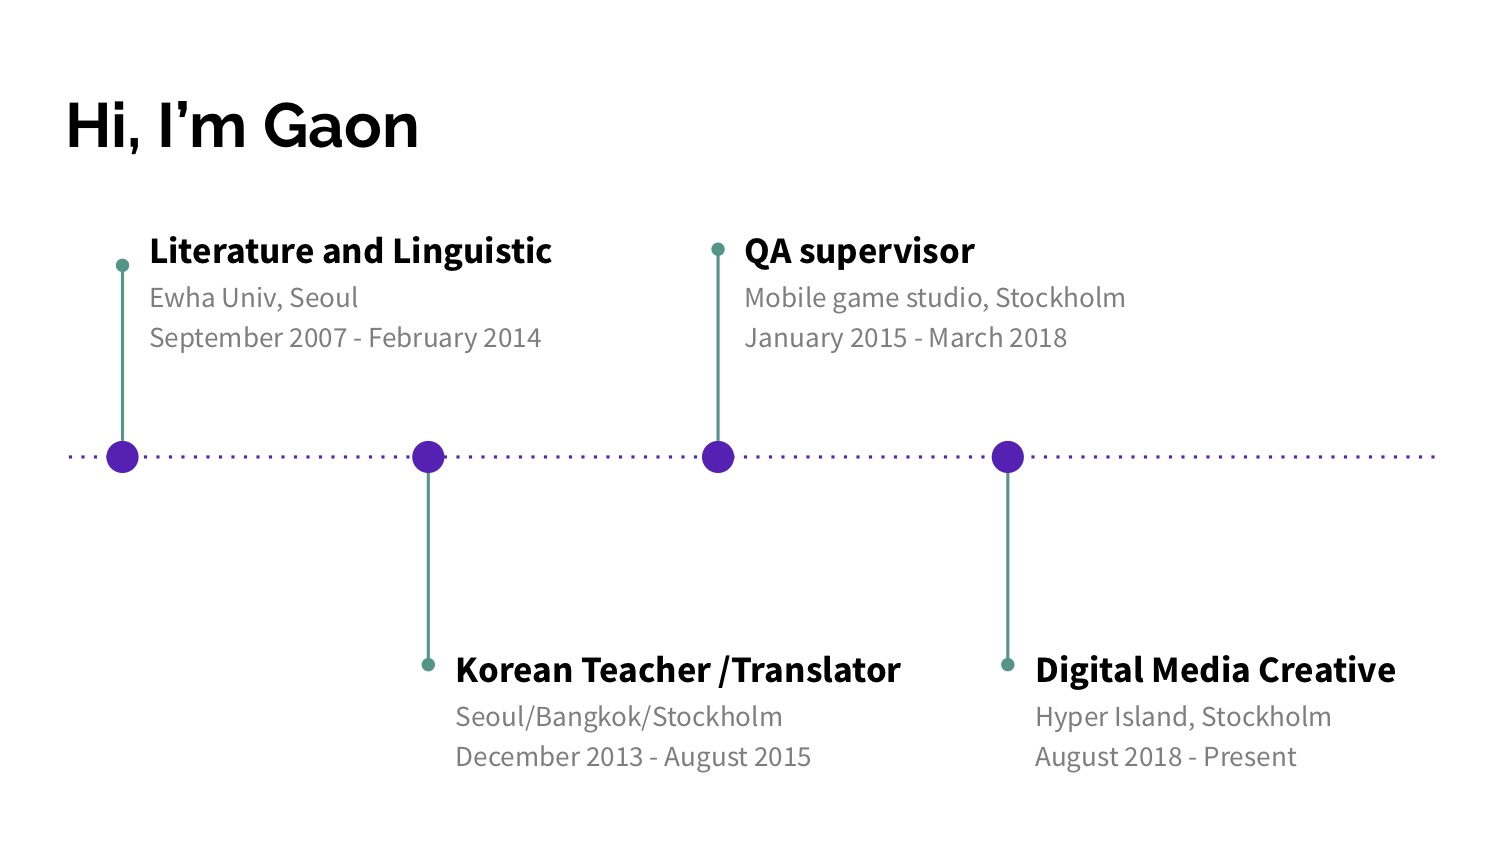 Hi, I’m Gaon
Literature and Linguistic
Ewha Univ, Seoul
September 2007 - February 2014
QA supervisor
Mobile game studio, Stockholm
January 2015 - March 2018
Korean Teacher /Translator
Seoul/Bangkok/Stockholm
December 2013 - August 2015
Digital Media Creative
Hyper Island, Stockholm
August 2018 - Present